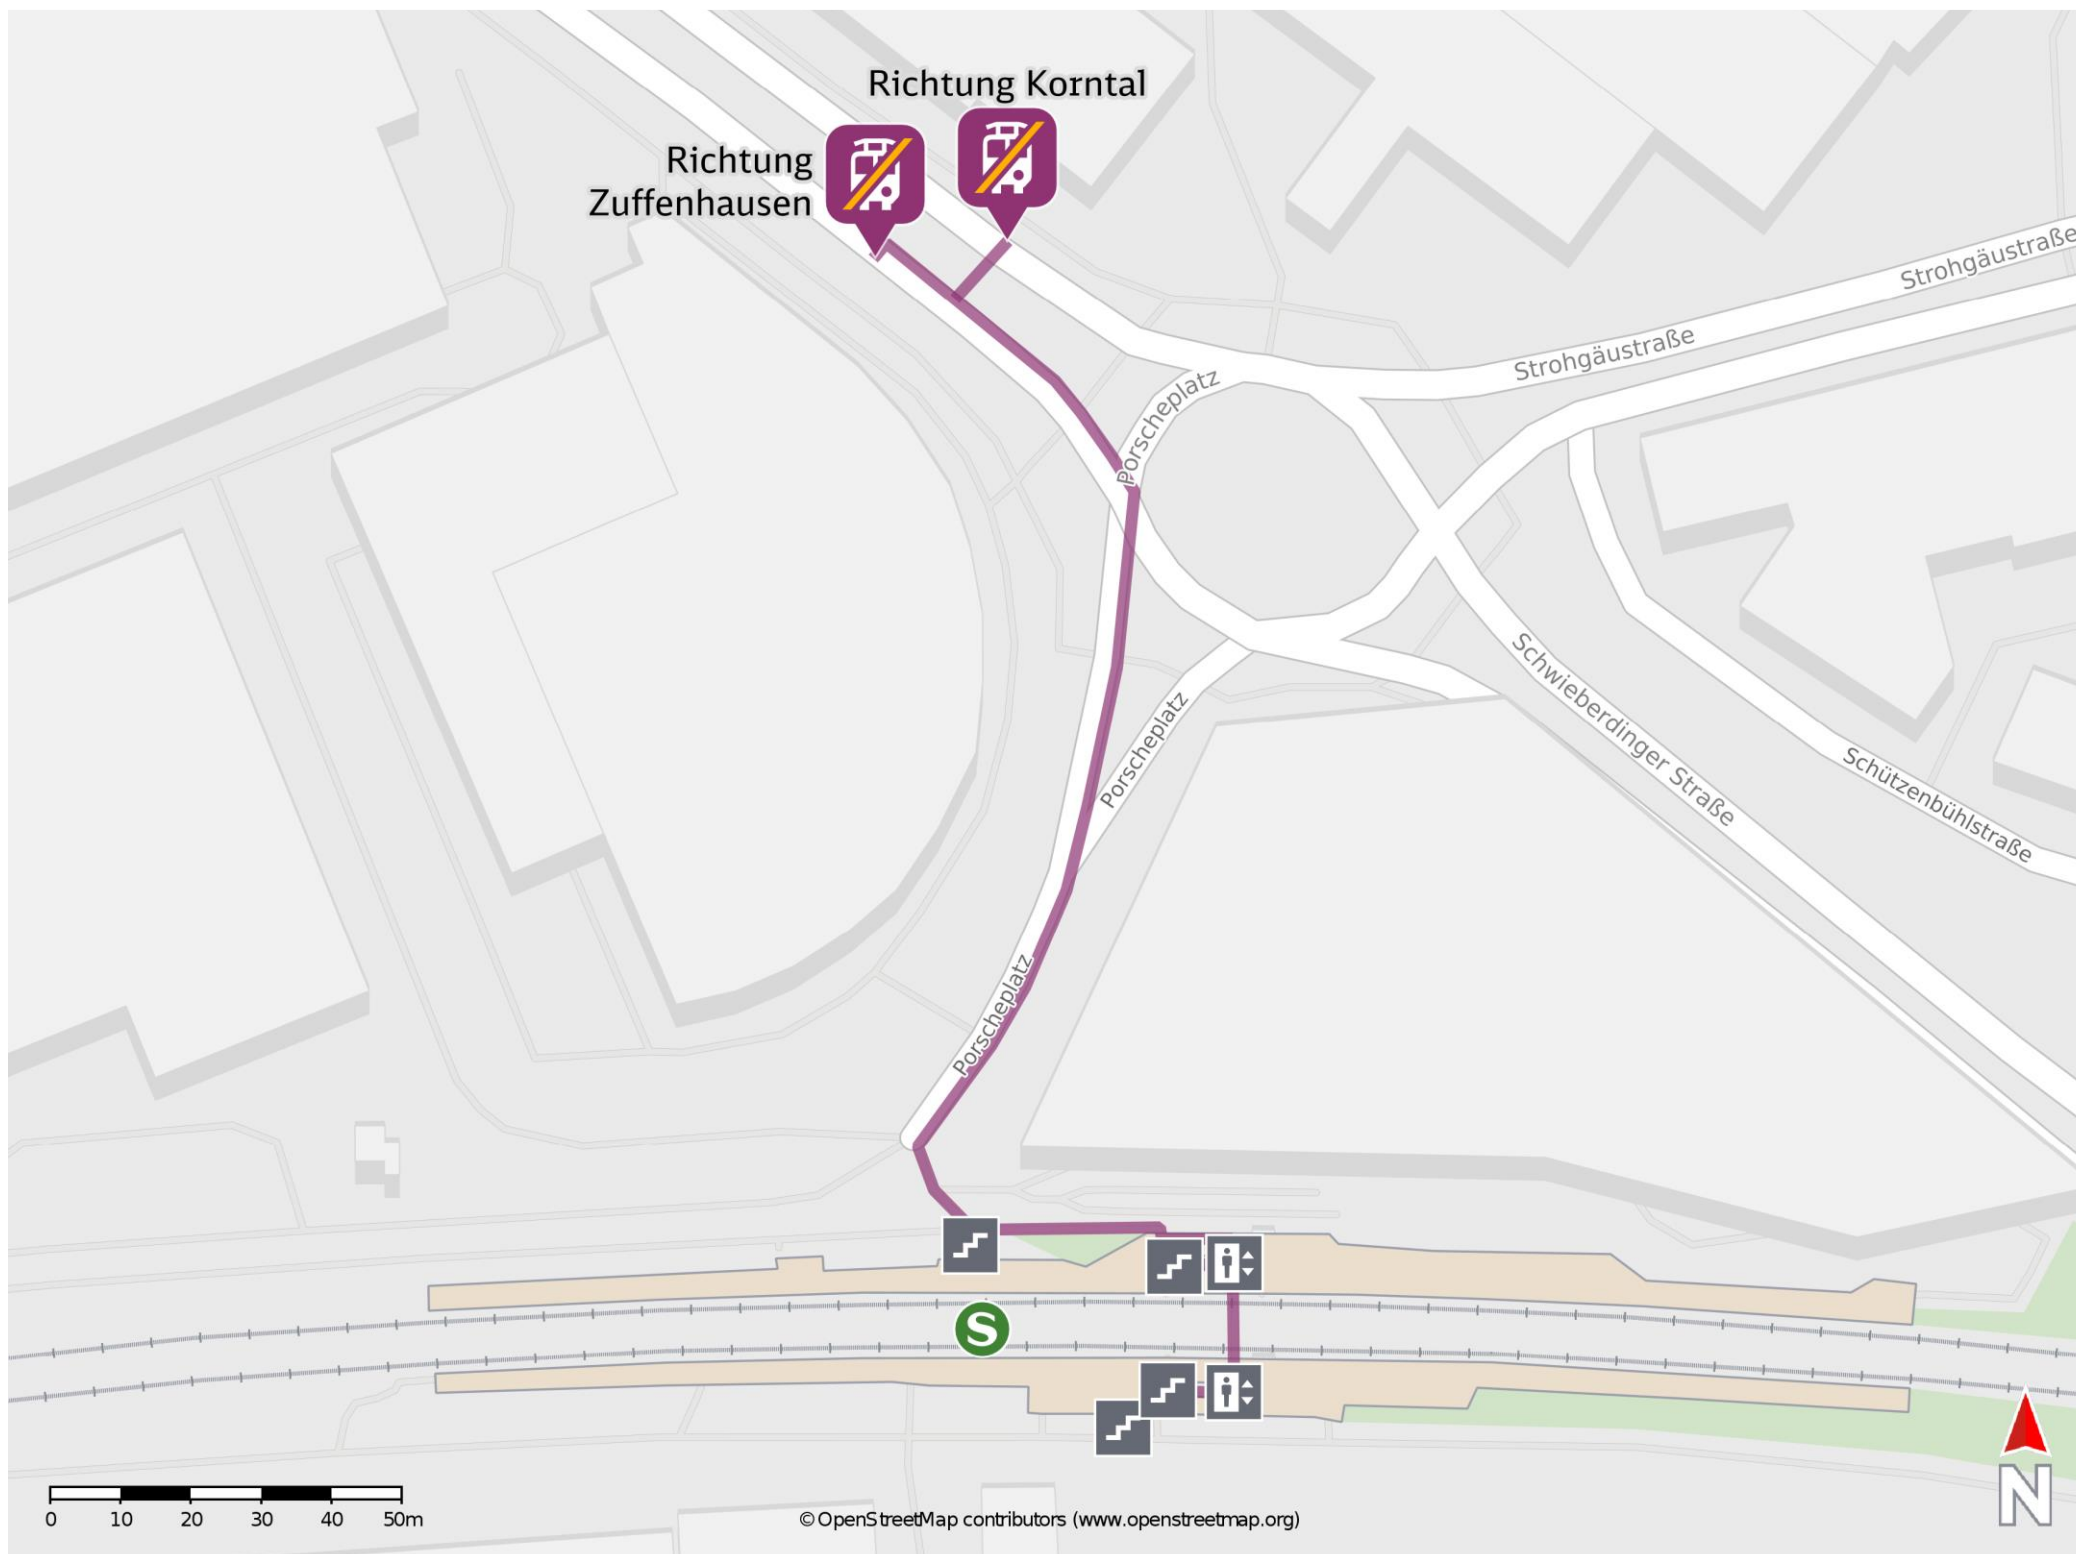 Richtung Korntal
Richtung
Zuffenhausen
Strohgäustraße
Strohgäustraße
Porscheplatz
Porscheplatz
Schwieberdinger Straße
Schützenbühlstraße
Porscheplatz
S
N
0 10 20 30 40 50m
© OpenStreetMap contributors (www.openstreetmap.org)